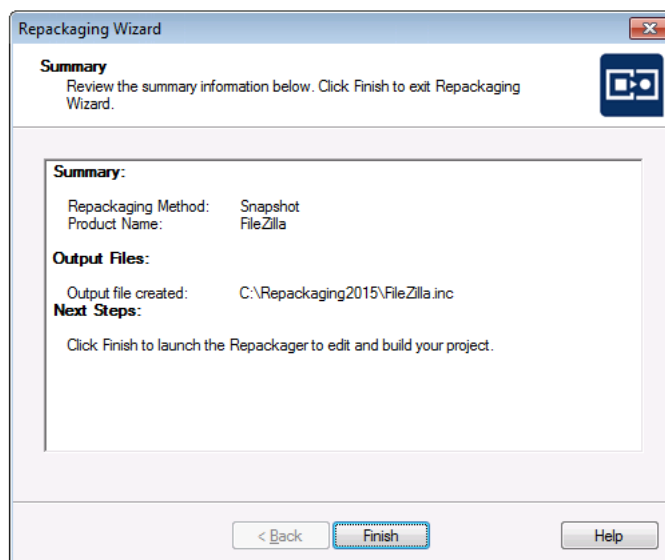 Repackaging Wizard
Summary
Review the summary information below. Click Finish to exit Repackaging
Wizard.
Summary:
Repackaging Method: Snapshot
Product Name: FileZilla
Output Files:
Output file created: C:\Repackaging2015\FileZilla.inc
Next Steps:
Click Finish to launch the Repackager to edit and build your project.
< Back Finish Help